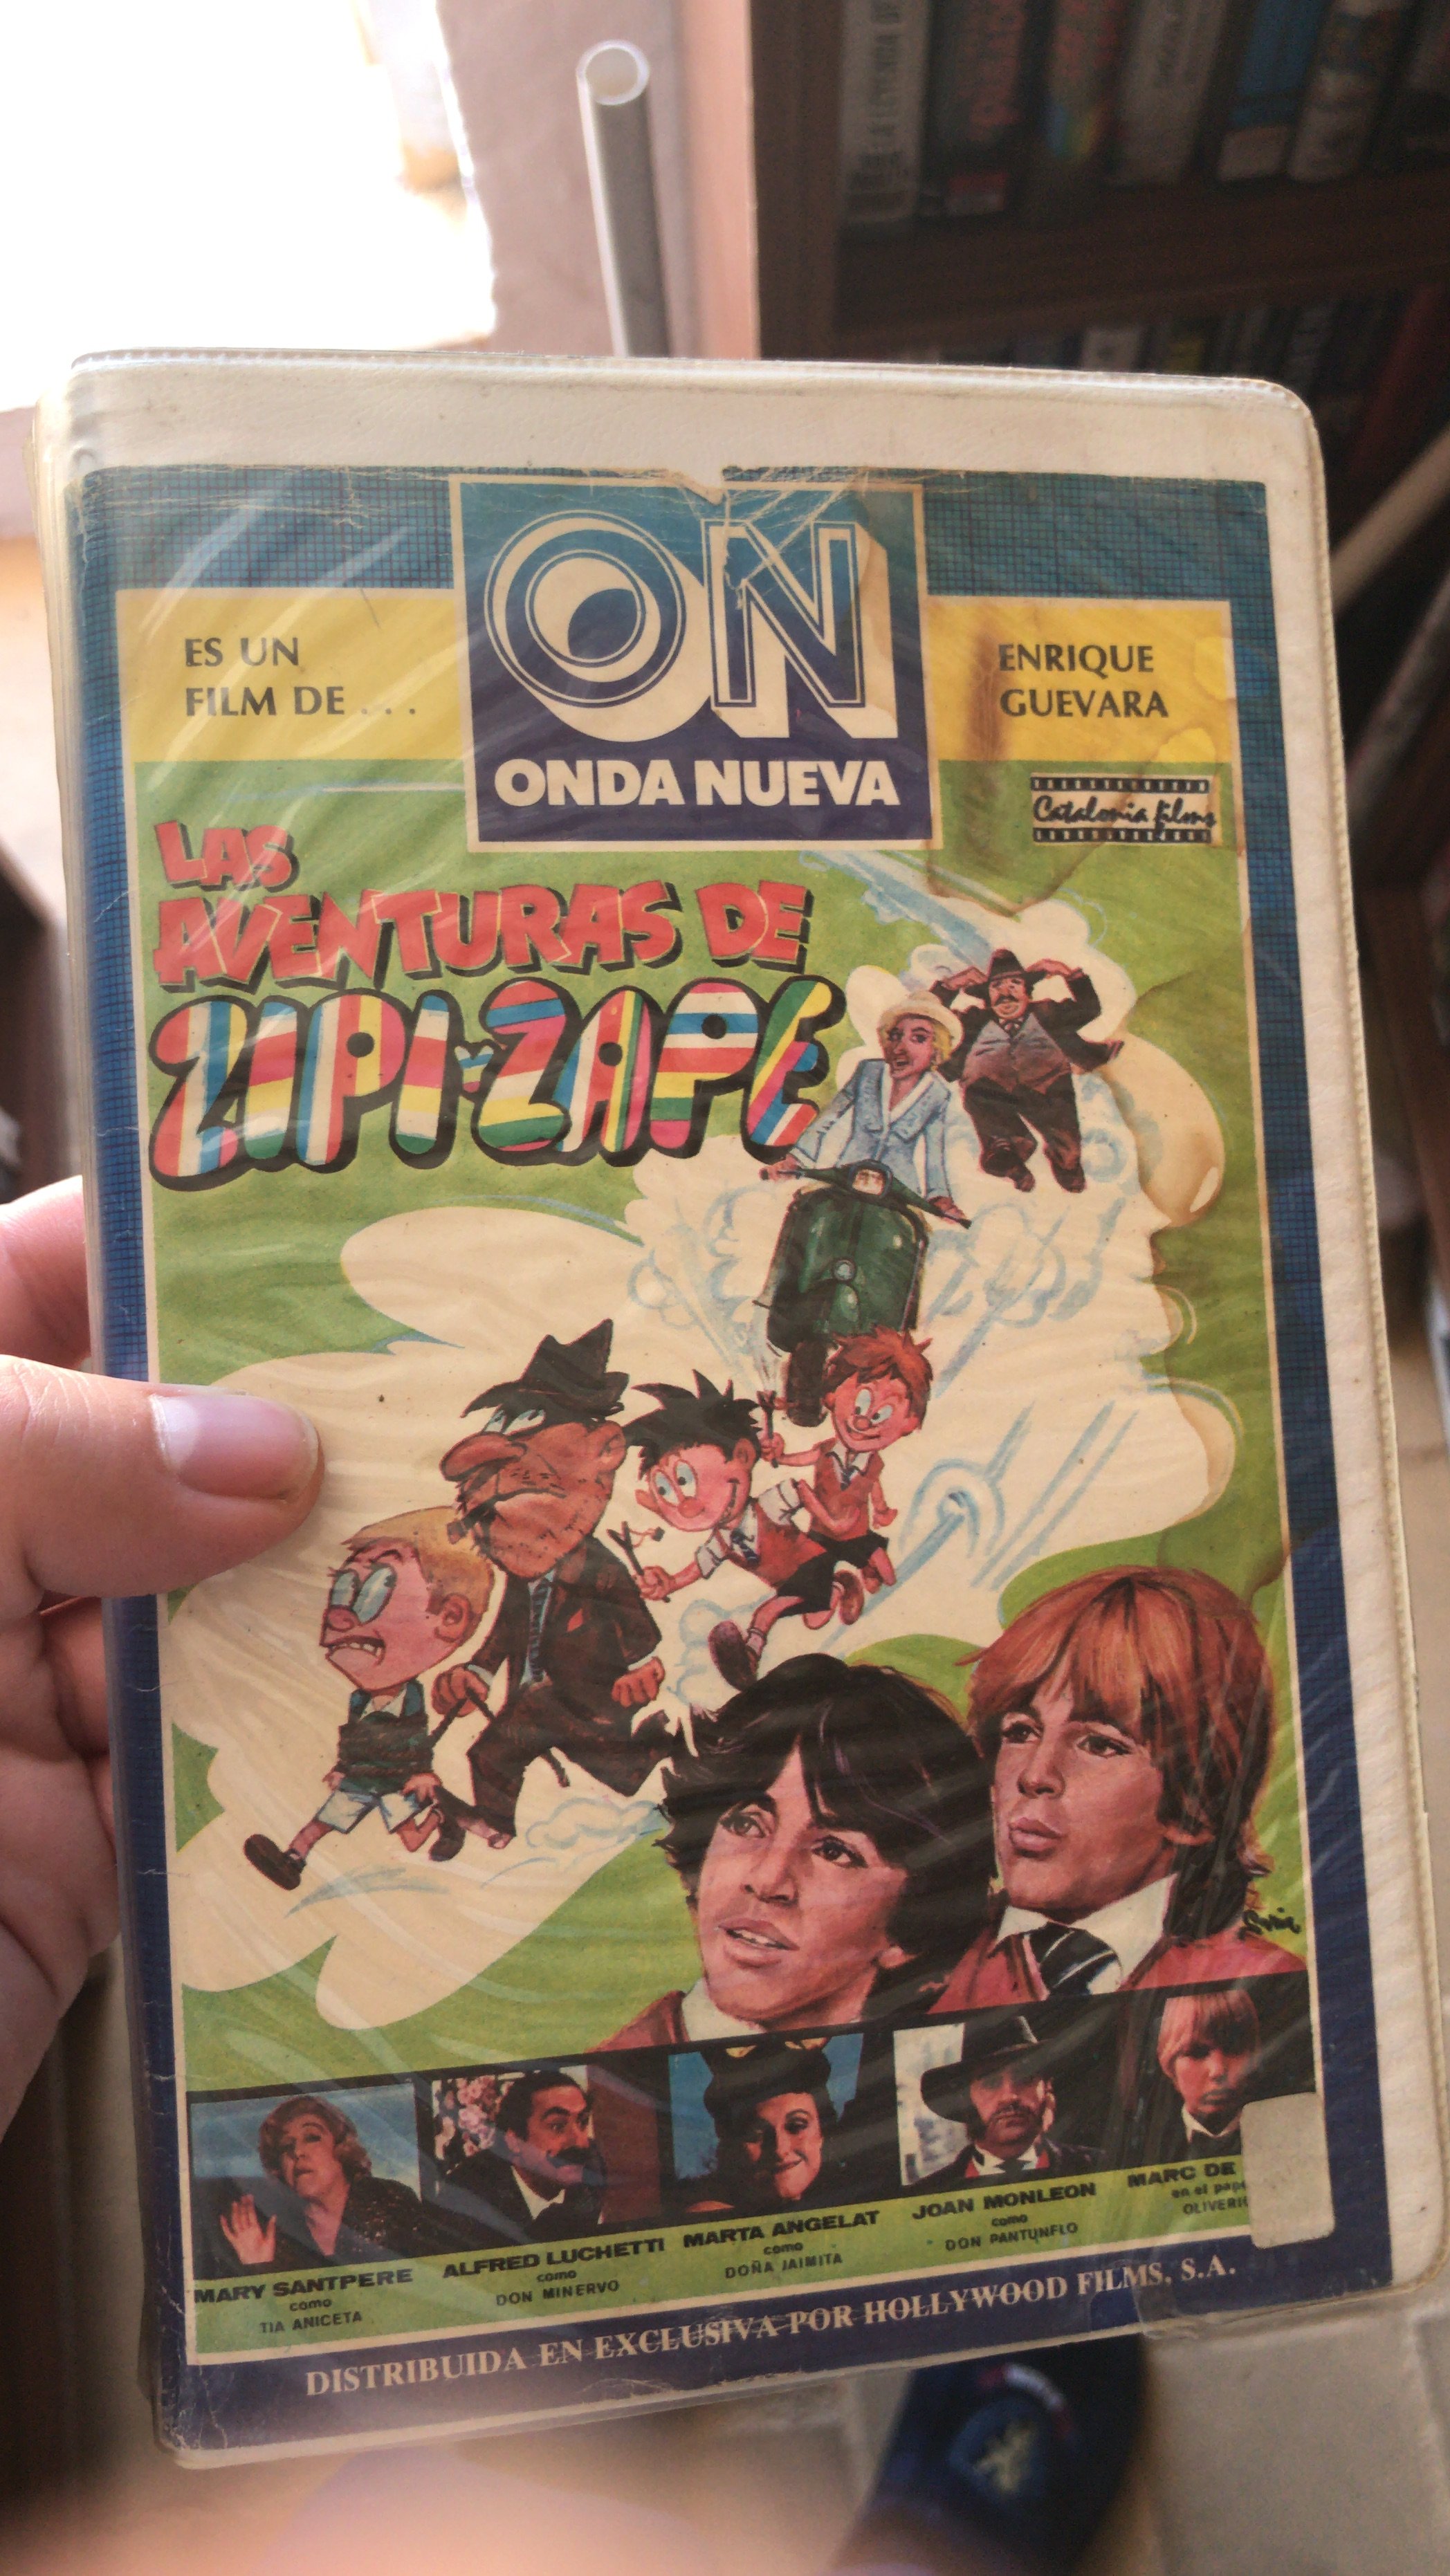 ES UN
FILM DE . . .
ON
ONDA NUEVA
ENRIQUE
GUEVARA
Catalonia films
LAS
AVENTURAS DE
ZIPI y ZAPE
MARY SANTPERE
como
TIA ANICETA
ALFRED LUCHETTI
como
DON MINERVO
MARTA ANGELAT
como
DOÑA JAIMITA
JOAN MONLEON
como
DON PANTUNFLO
MARC DE
en el
DISTRIBUIDA EN EXCLUSIVA POR HOLLYWOOD FILMS, S.A.